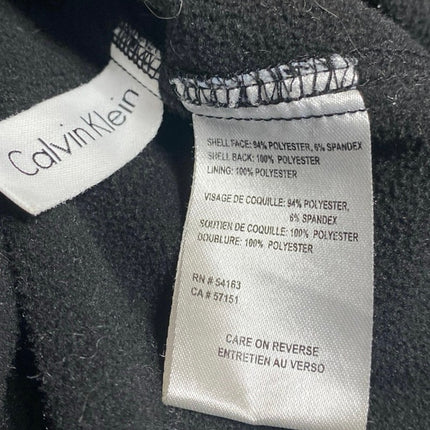 Calvin Klein
SHELL FACE: 94% POLYESTER, 6% SPANDEX
SHELL BACK: 100% POLYESTER
LINING: 100% POLYESTER
VISAGE DE COQUILLE: 94% POLYESTER,
6% SPANDEX
SOUTIEN DE COQUILLE: 100% POLYESTER
DOUBLURE: 100% POLYESTER
RN # 54163
CA # 57151
CARE ON REVERSE
ENTRETIEN AU VERSO